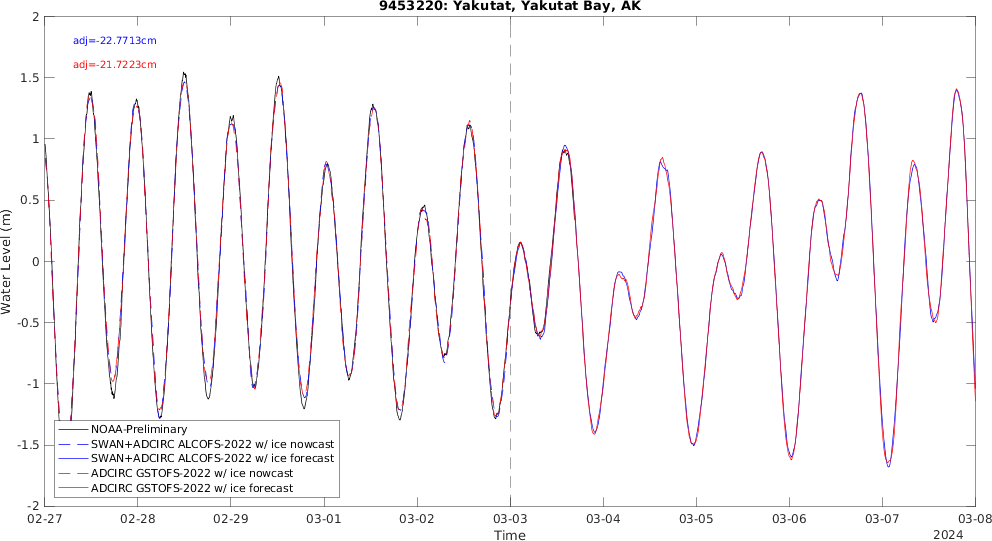 9453220: Yakutat, Yakutat Bay, AK
adj=-22.7713cm
adj=-21.7223cm
Water Level (m)
2
1.5
1
0.5
0
-0.5
-1
-1.5
-2
NOAA-Preliminary
SWAN+ADCIRC ALCOFS-2022 w/ ice nowcast
SWAN+ADCIRC ALCOFS-2022 w/ ice forecast
ADCIRC GSTOFS-2022 w/ ice nowcast
ADCIRC GSTOFS-2022 w/ ice forecast
02-27 02-28 02-29 03-01 03-02 03-03 03-04 03-05 03-06 03-07 03-08
Time
2024